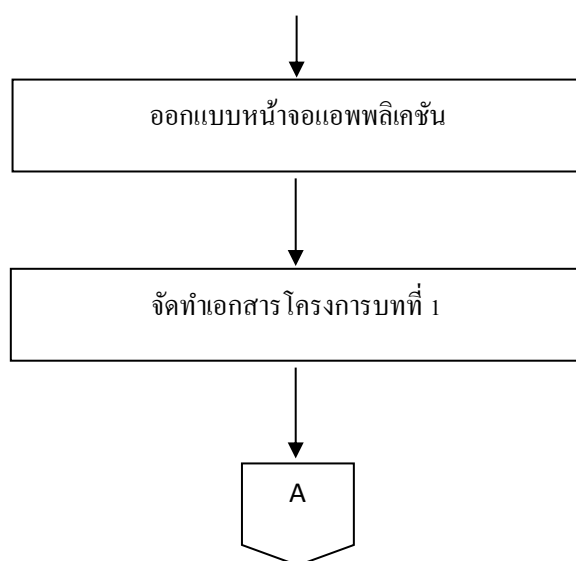 ออกแบบหน้าจอแอพพลิเคชัน
จัดทำเอกสารโครงการบทที่ 1
A